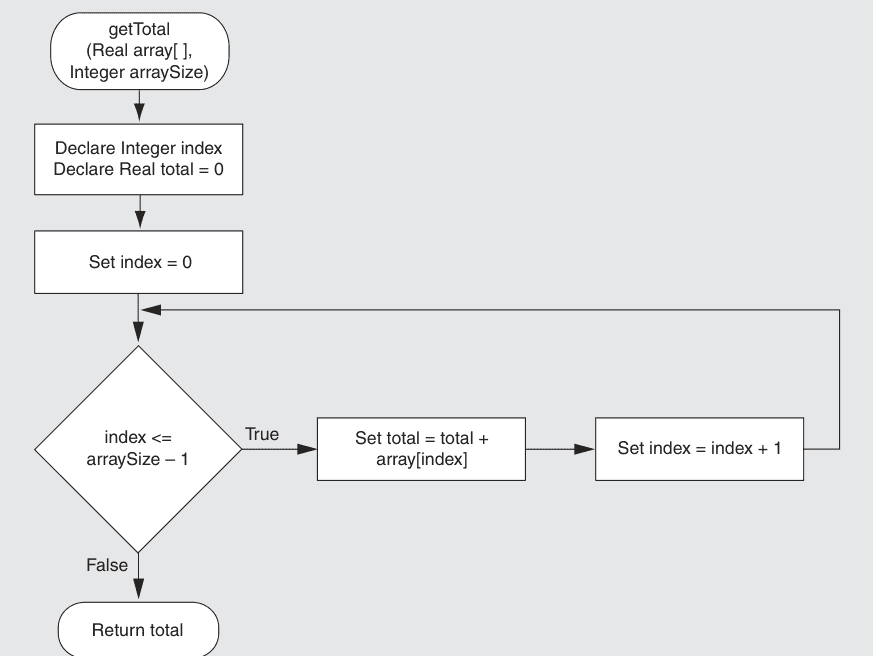 getTotal
(Real array[ ],
Integer arraySize)
Declare Integer index
Declare Real total = 0
Set index = 0
index <=
arraySize – 1
True
Set total = total +
array[index]
Set index = index + 1
False
Return total